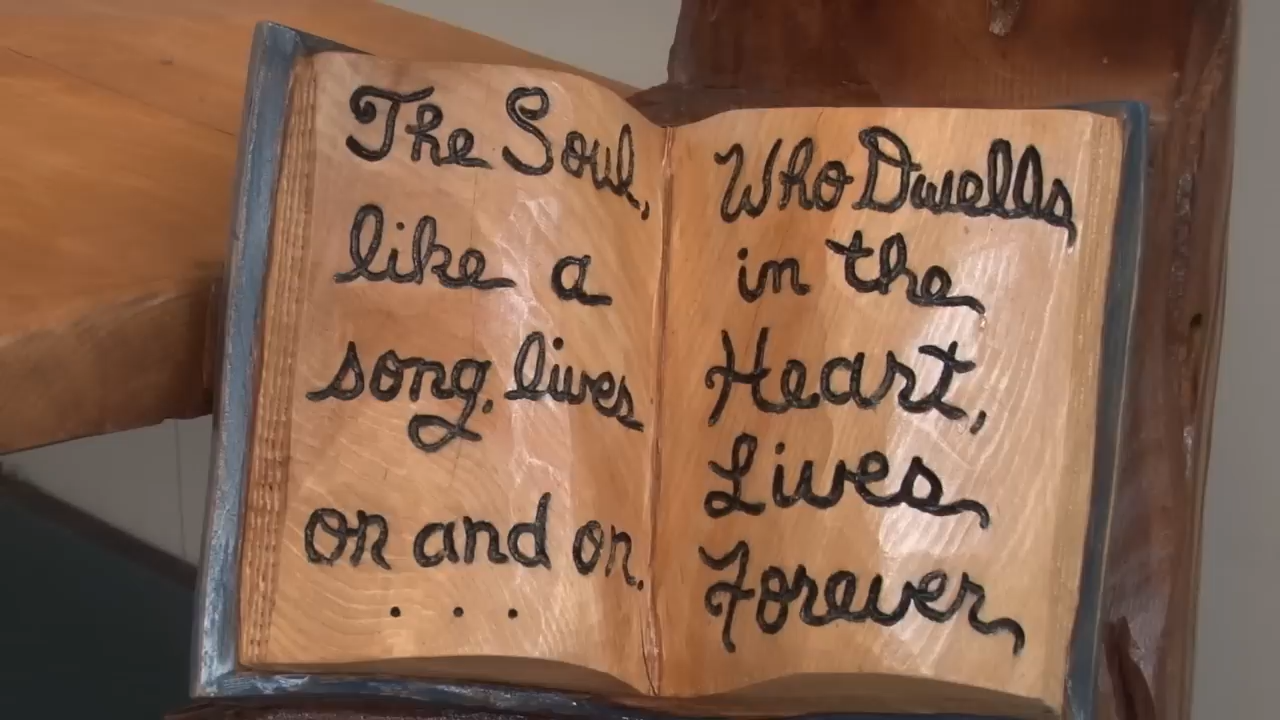 The Soul,
like a
song, lives
on and on.
. . .
Who Dwells
in the
Heart,
Lives
Forever